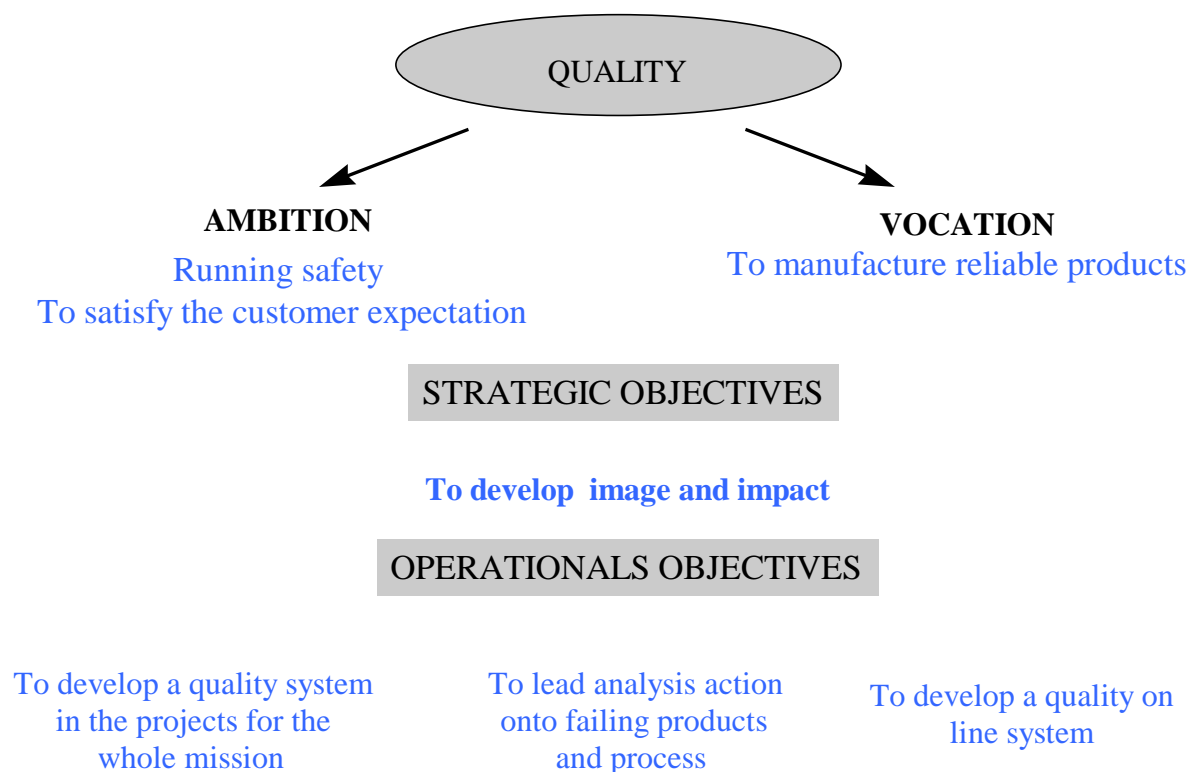 QUALITY
AMBITION
Running safety
To satisfy the customer expectation
VOCATION
To manufacture reliable products
STRATEGIC OBJECTIVES
To develop  image and impact
OPERATIONALS OBJECTIVES
To develop a quality system
in the projects for the
whole mission
To lead analysis action
onto failing products
and process
To develop a quality on
line system